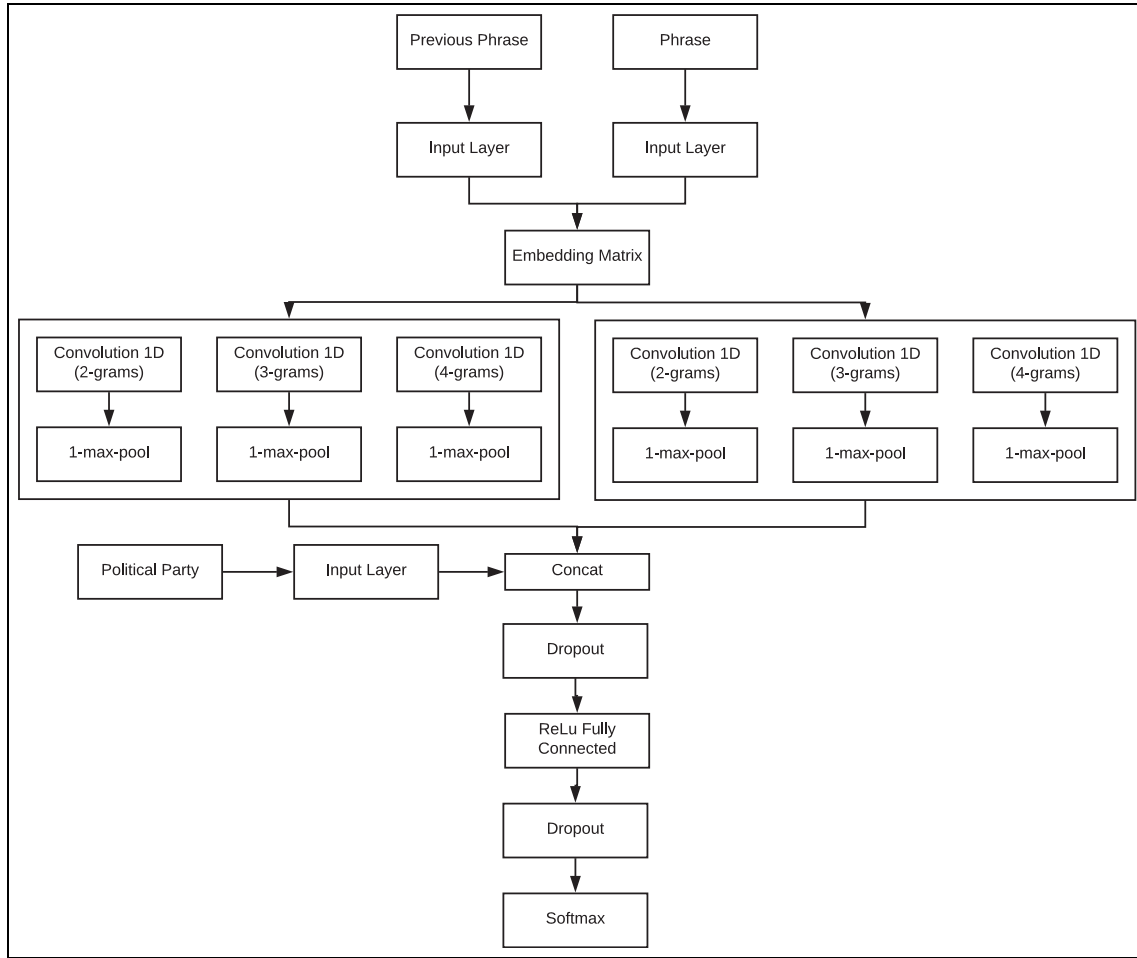 Previous Phrase
Phrase
Input Layer
Input Layer
Embedding Matrix
Convolution 1D
(2-grams)
Convolution 1D
(3-grams)
Convolution 1D
(4-grams)
Convolution 1D
(2-grams)
Convolution 1D
(3-grams)
Convolution 1D
(4-grams)
1-max-pool
1-max-pool
1-max-pool
1-max-pool
1-max-pool
1-max-pool
Political Party
Input Layer
Concat
Dropout
ReLu Fully
Connected
Dropout
Softmax